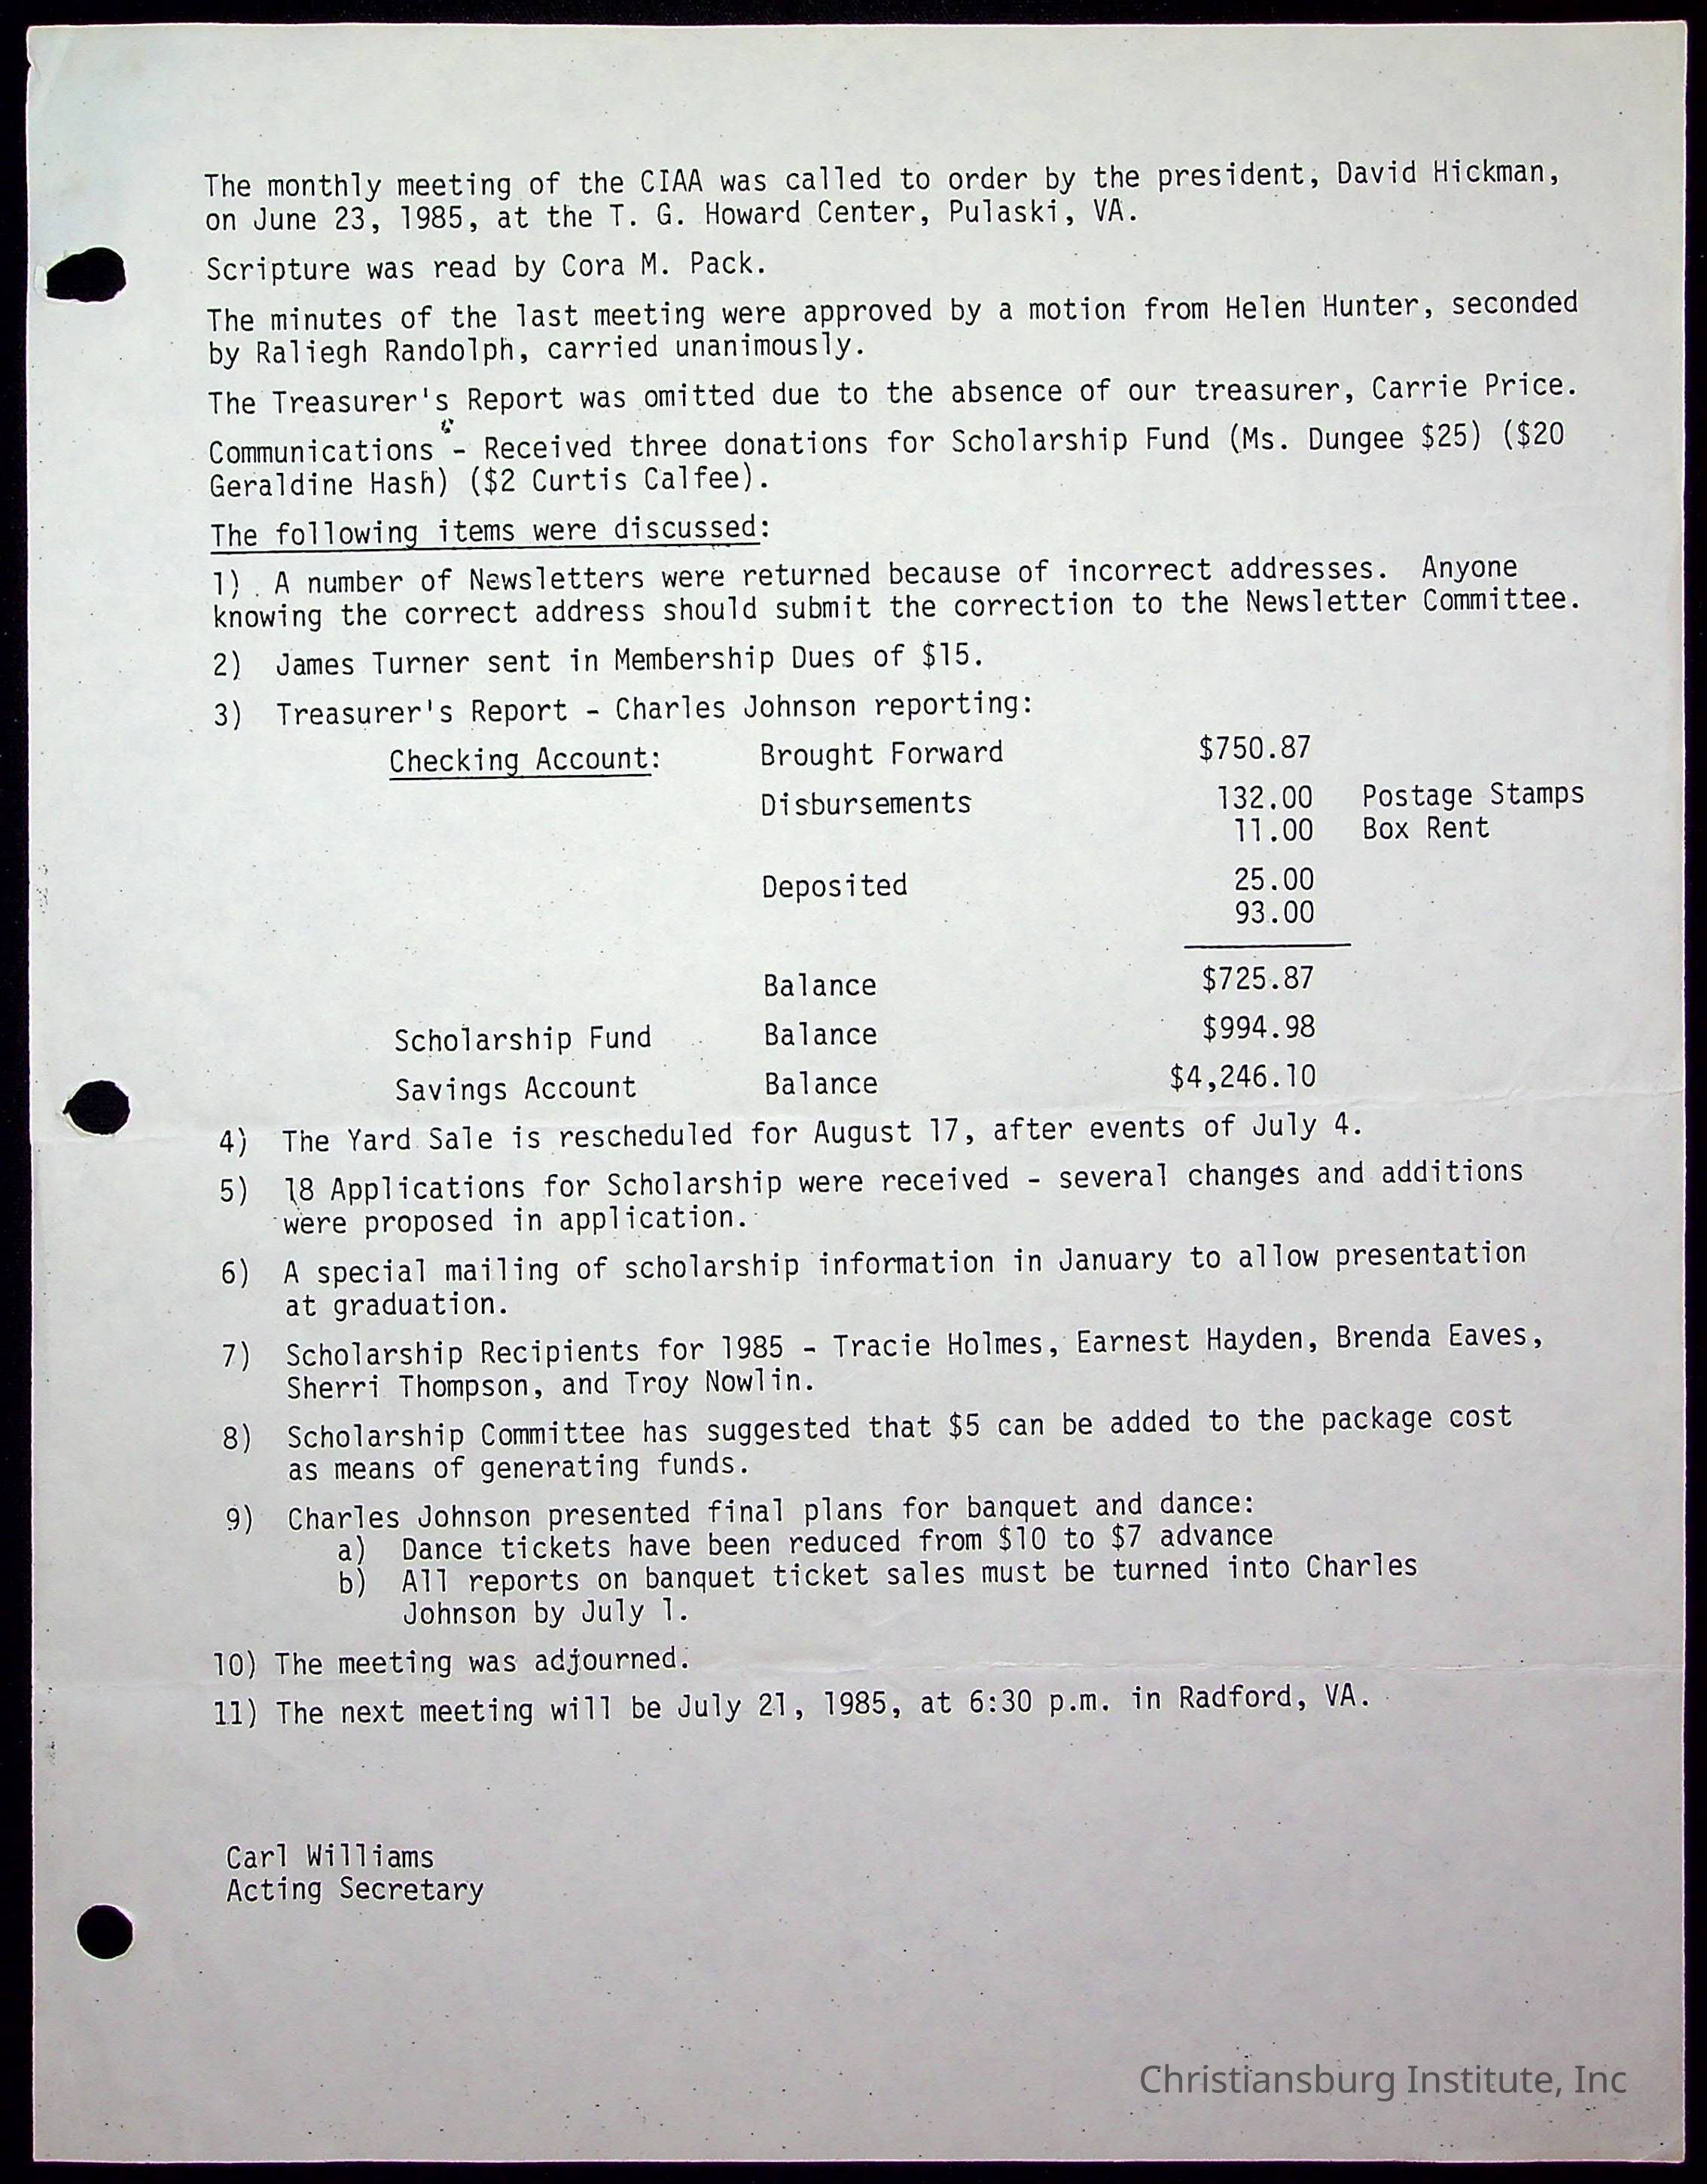 The monthly meeting of the CIAA was called to order by the president, David Hickman,
on June 23, 1985, at the T. G. Howard Center, Pulaski, VA.
Scripture was read by Cora M. Pack.
The minutes of the last meeting were approved by a motion from Helen Hunter, seconded
by Raliegh Randolph, carried unanimously.
The Treasurer's Report was omitted due to the absence of our treasurer, Carrie Price.
Communications - Received three donations for Scholarship Fund (Ms. Dungee $25) ($20
Geraldine Hash) ($2 Curtis Calfee).
The following items were discussed:
1) A number of Newsletters were returned because of incorrect addresses. Anyone
knowing the correct address should submit the correction to the Newsletter Committee.
2) James Turner sent in Membership Dues of $15.
3) Treasurer's Report - Charles Johnson reporting:
Checking Account: Brought Forward $750.87
Disbursements 132.00 Postage Stamps
11.00 Box Rent
Deposited 25.00
93.00
Balance $725.87
Scholarship Fund Balance $994.98
Savings Account Balance $4,246.10
4) The Yard Sale is rescheduled for August 17, after events of July 4.
5) 18 Applications for Scholarship were received - several changes and additions
were proposed in application.
6) A special mailing of scholarship information in January to allow presentation
at graduation.
7) Scholarship Recipients for 1985 - Tracie Holmes, Earnest Hayden, Brenda Eaves,
Sherri Thompson, and Troy Nowlin.
8) Scholarship Committee has suggested that $5 can be added to the package cost
as means of generating funds.
9) Charles Johnson presented final plans for banquet and dance:
a) Dance tickets have been reduced from $10 to $7 advance
b) All reports on banquet ticket sales must be turned into Charles
Johnson by July 1.
10) The meeting was adjourned.
11) The next meeting will be July 21, 1985, at 6:30 p.m. in Radford, VA.
Carl Williams
Acting Secretary
Christiansburg Institute, Inc